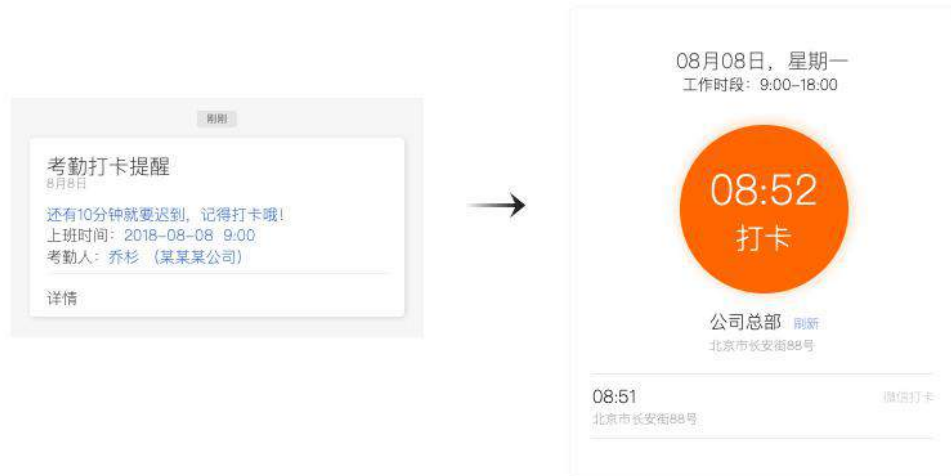 刚刚
考勤打卡提醒
8月8日
还有10分钟就要迟到, 记得打卡哦!
上班时间: 2018-08-08 9:00
考勤人: 乔杉 (某某某公司)
详情
08月08日, 星期一
工作时段: 9:00-18:00
08:52
打卡
公司总部 刷新
北京市长安街88号
08:51 微信打卡
北京市长安街88号